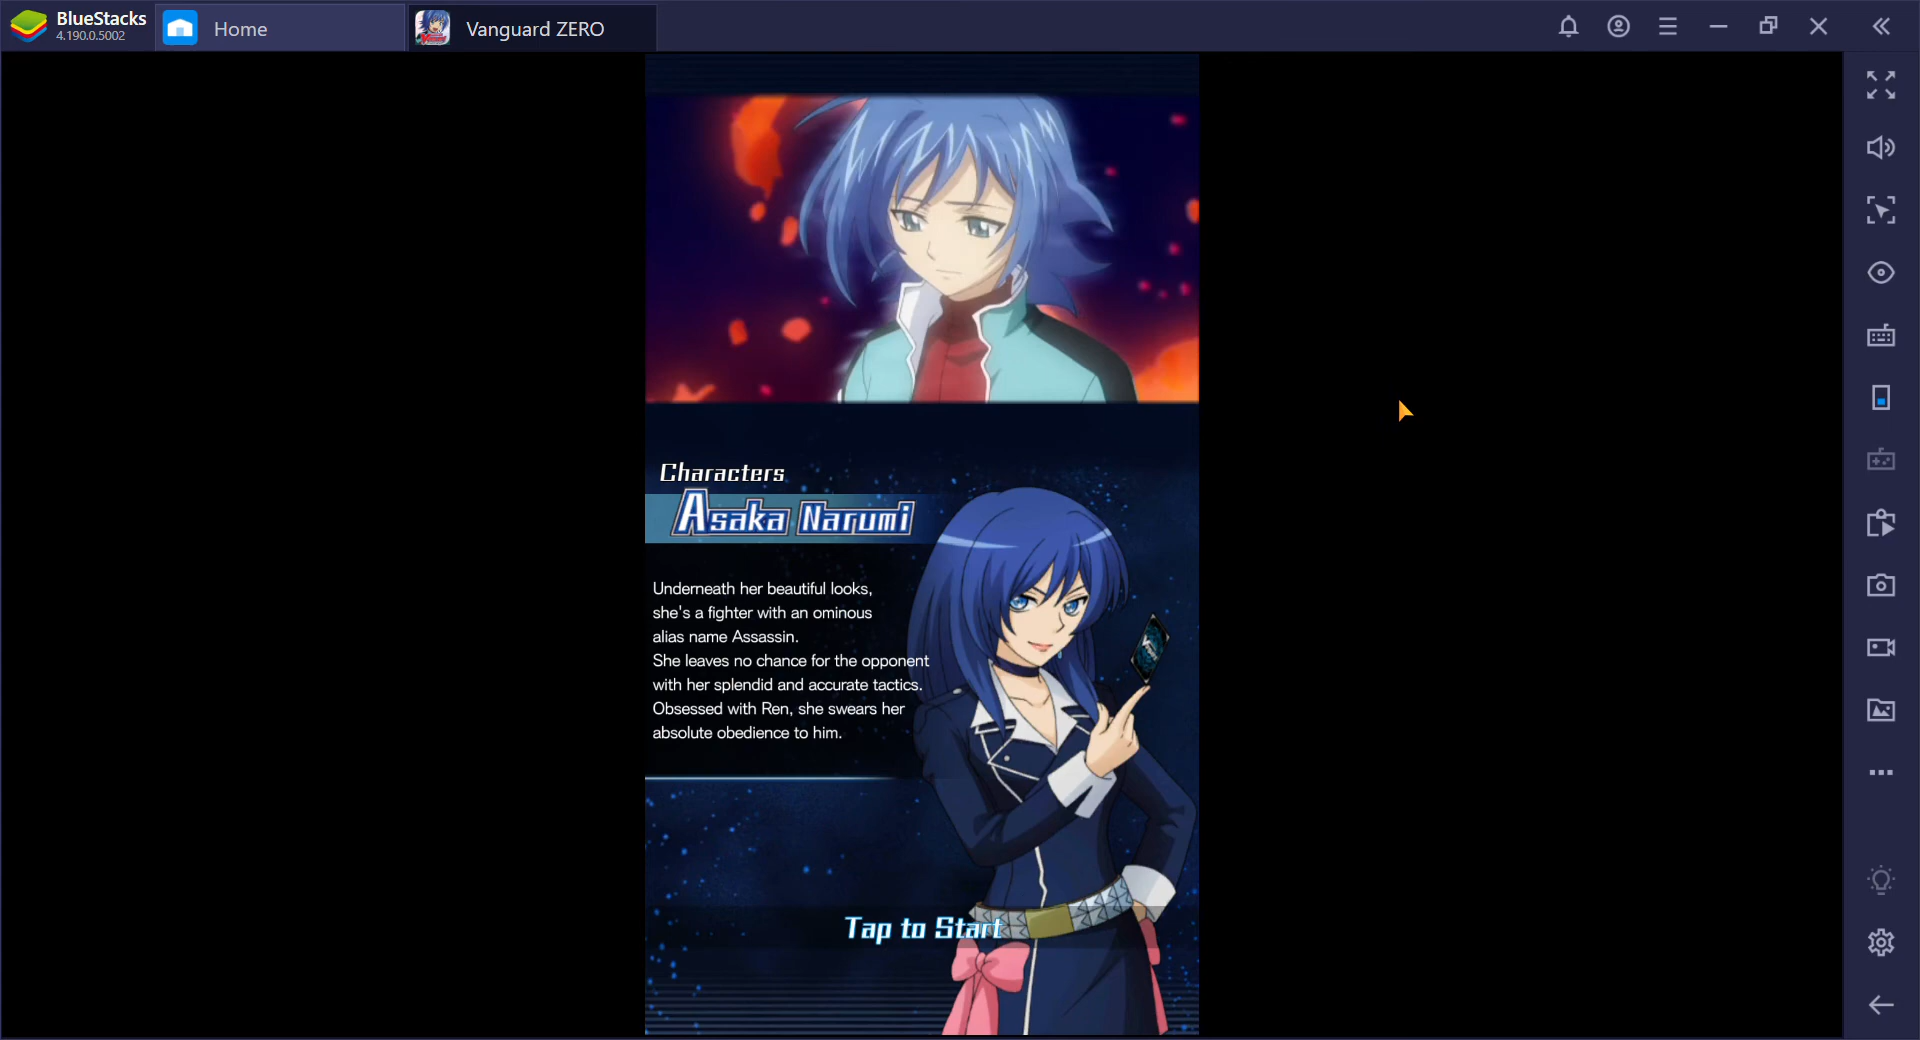 BlueStacks
4.190.0.5002
Home
Vanguard ZERO
Characters
Asaka Narumi
Underneath her beautiful looks,
she's a fighter with an ominous
alias name Assassin.
She leaves no chance for the opponent
with her splendid and accurate tactics.
Obsessed with Ren, she swears her
absolute obedience to him.
Tap to Start